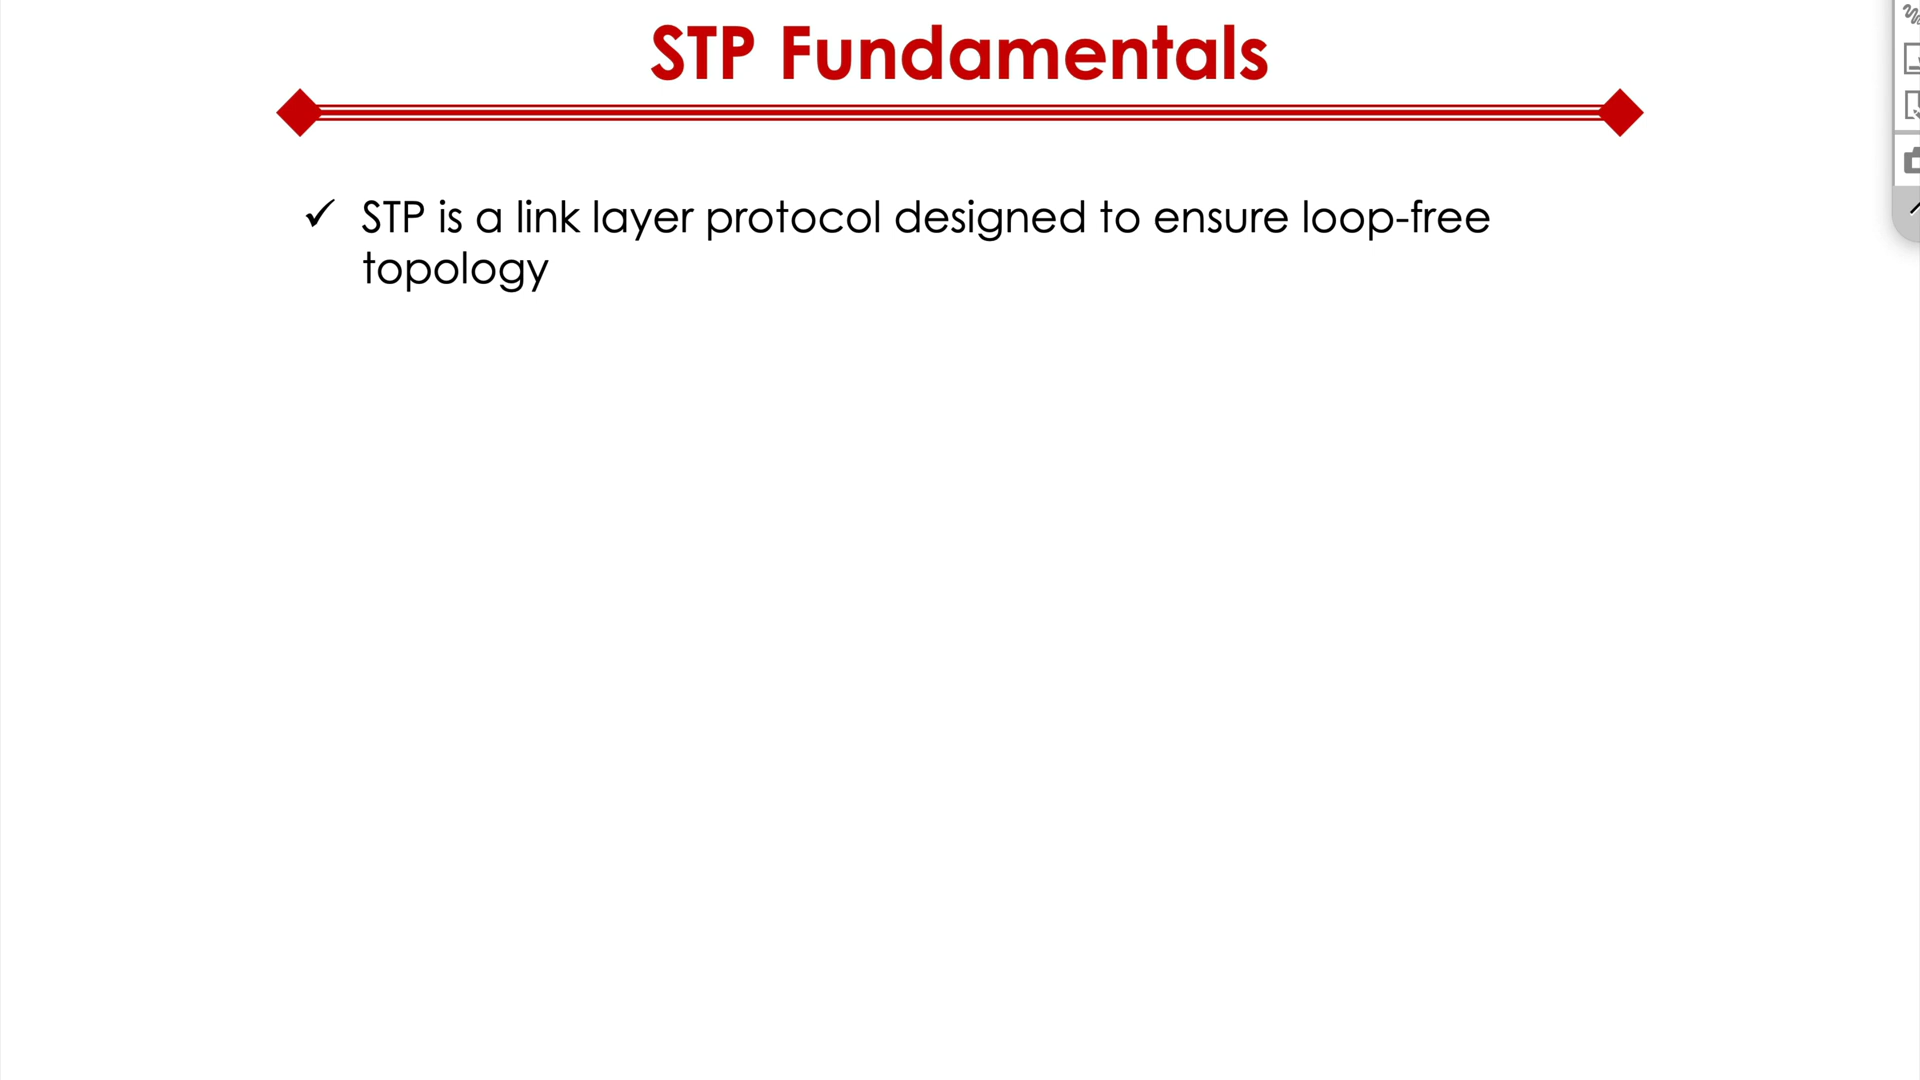 STP Fundamentals
✓ STP is a link layer protocol designed to ensure loop-free
topology